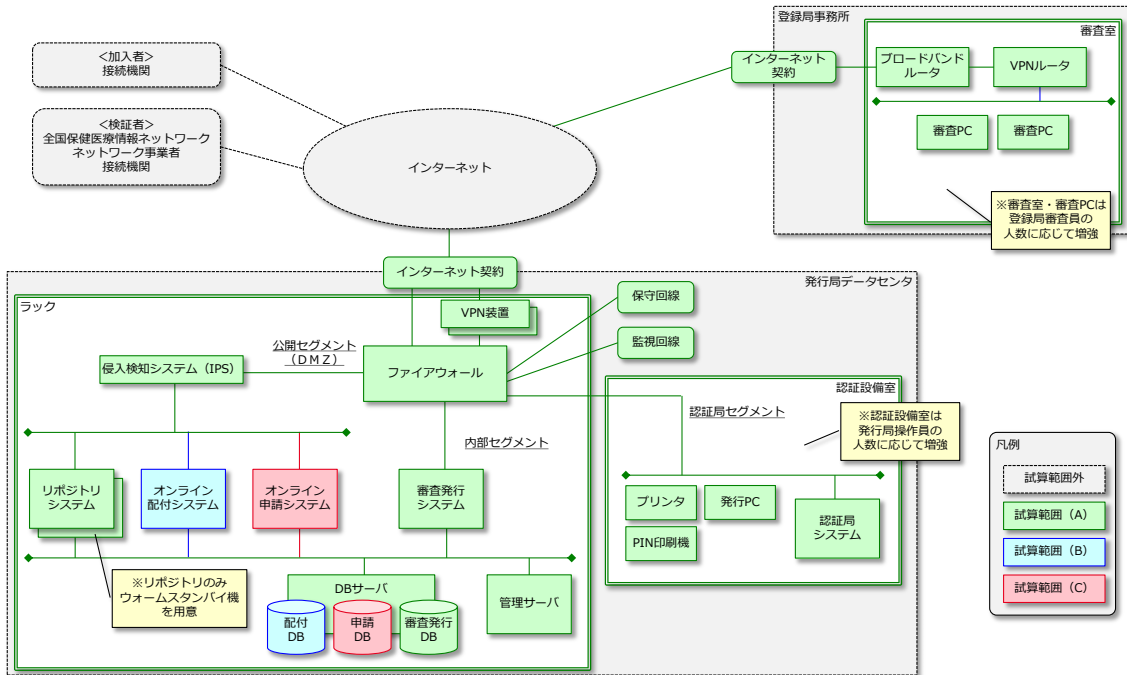 ＜加入者＞
接続機関
＜検証者＞
全国保健医療情報ネットワーク
ネットワーク事業者
接続機関
インターネット
登録局事務所
審査室
インターネット
契約
ブロードバンド
ルータ
VPNルータ
審査PC
審査PC
※審査室・審査PCは
登録局審査員の
人数に応じて増強
発行局データセンタ
インターネット契約
ラック
VPN装置
保守回線
監視回線
公開セグメント
（ＤＭＺ）
侵入検知システム（IPS）
ファイアウォール
内部セグメント
認証局セグメント
認証設備室
※認証設備室は
発行局操作員の
人数に応じて増強
リポジトリ
システム
オンライン
配付システム
オンライン
申請システム
審査発行
システム
プリンタ
発行PC
PIN印刷機
認証局
システム
※リポジトリのみ
ウォームスタンバイ機
を用意
DBサーバ
配付
DB
申請
DB
審査発行
DB
管理サーバ
凡例
試算範囲外
試算範囲（A）
試算範囲（B）
試算範囲（C）